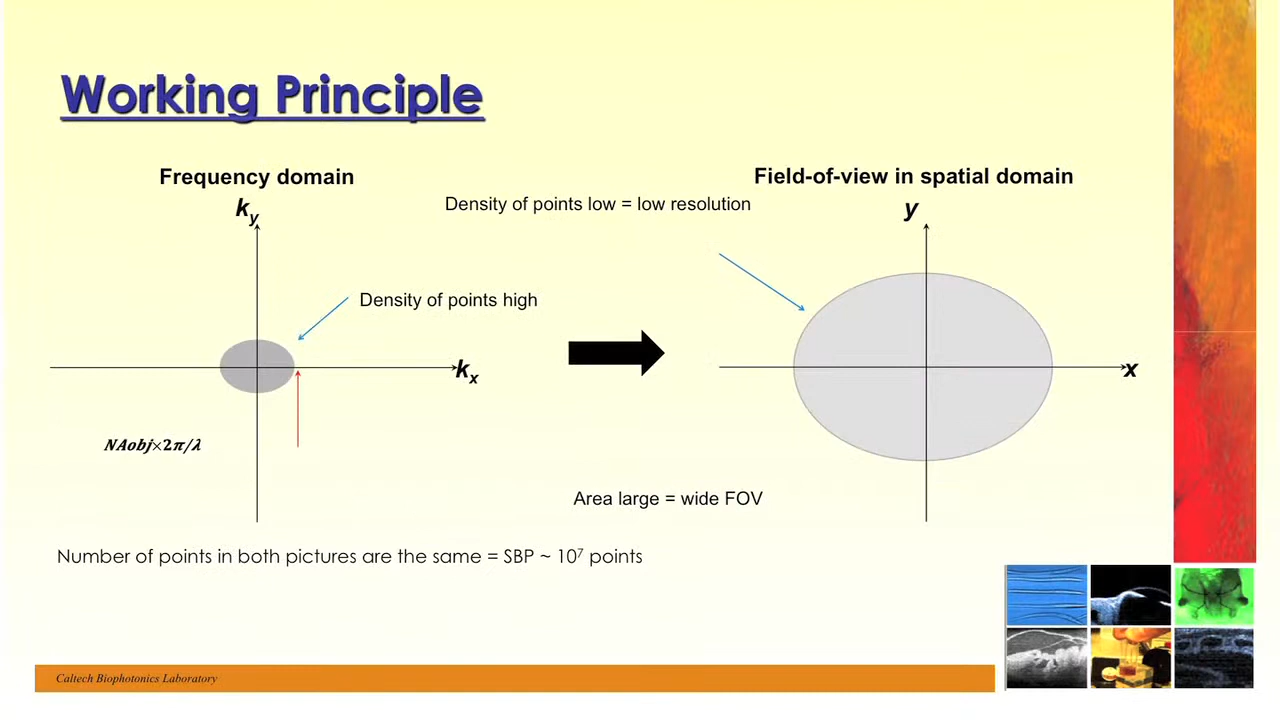 Working Principle
Frequency domain
Field-of-view in spatial domain
ky
Density of points low = low resolution
y
Density of points high
kx
x
NAobj×2π/λ
Area large = wide FOV
Number of points in both pictures are the same = SBP ~ 10⁷ points
Caltech Biophotonics Laboratory